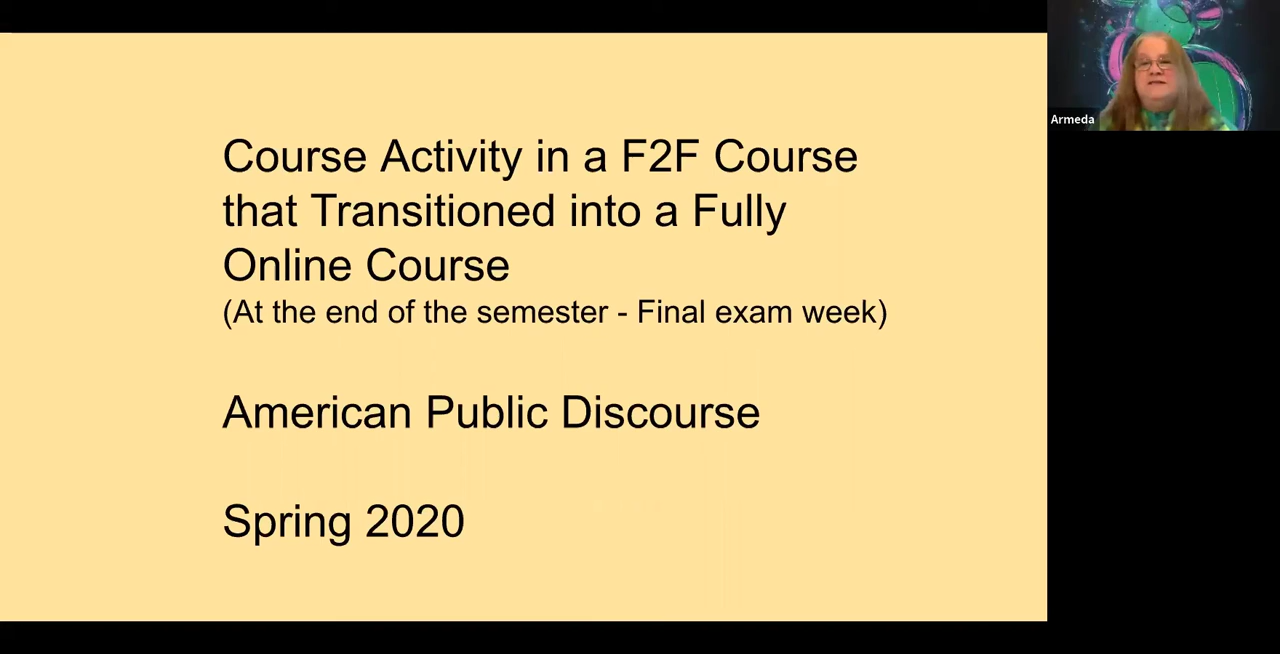 Course Activity in a F2F Course
that Transitioned into a Fully
Online Course
(At the end of the semester - Final exam week)
American Public Discourse
Spring 2020
Armeda